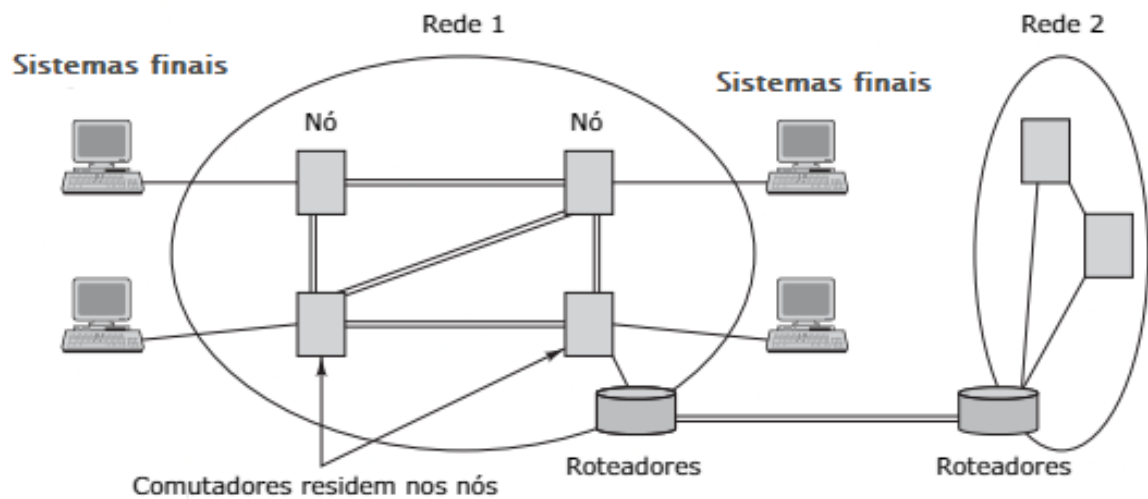 Rede 1
Rede 2
Sistemas finais
Sistemas finais
Nó
Nó
Roteadores
Roteadores
Comutadores residem nos nós